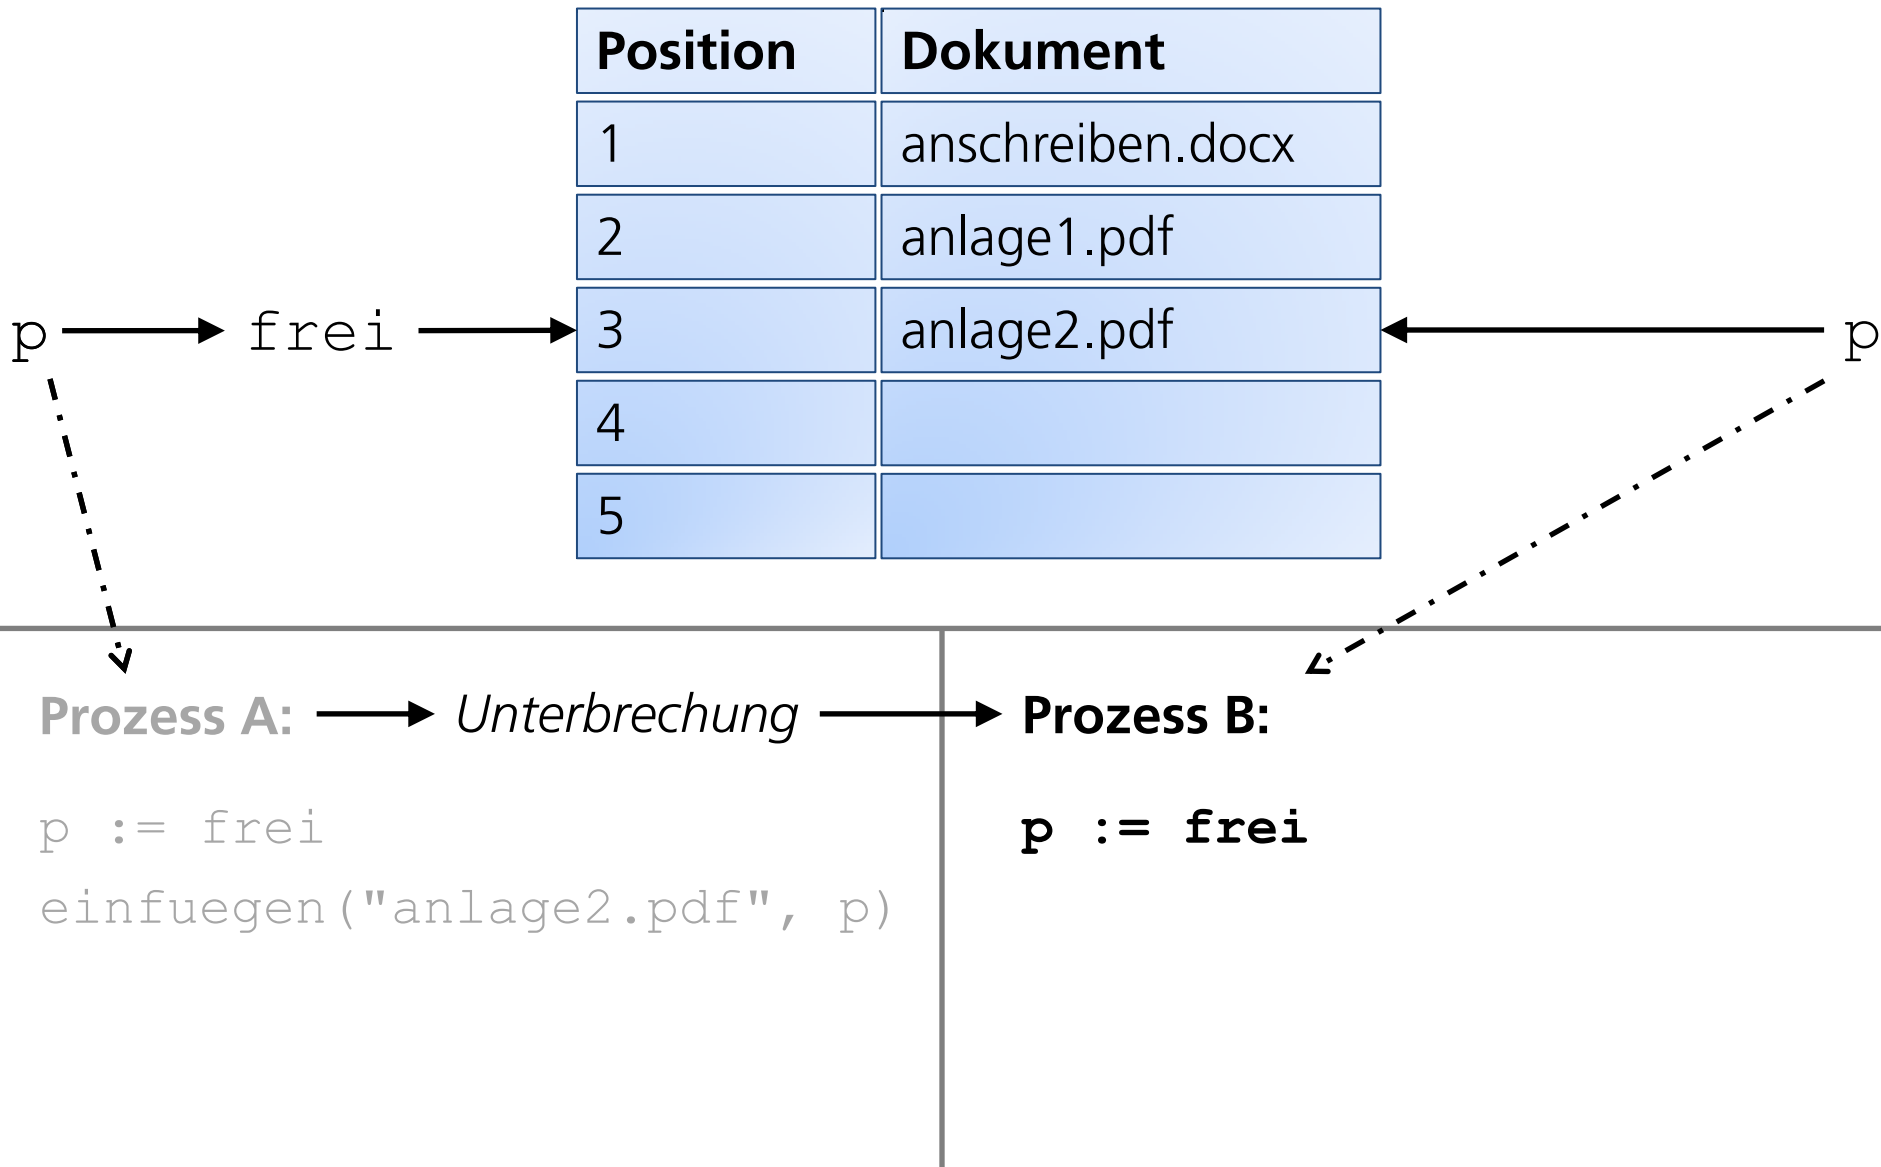 Position Dokument
1 anschreiben.docx
2 anlage1.pdf
p frei 3 anlage2.pdf p
4
5
Prozess A: Unterbrechung Prozess B:
p := frei p := frei
einfuegen("anlage2.pdf", p)